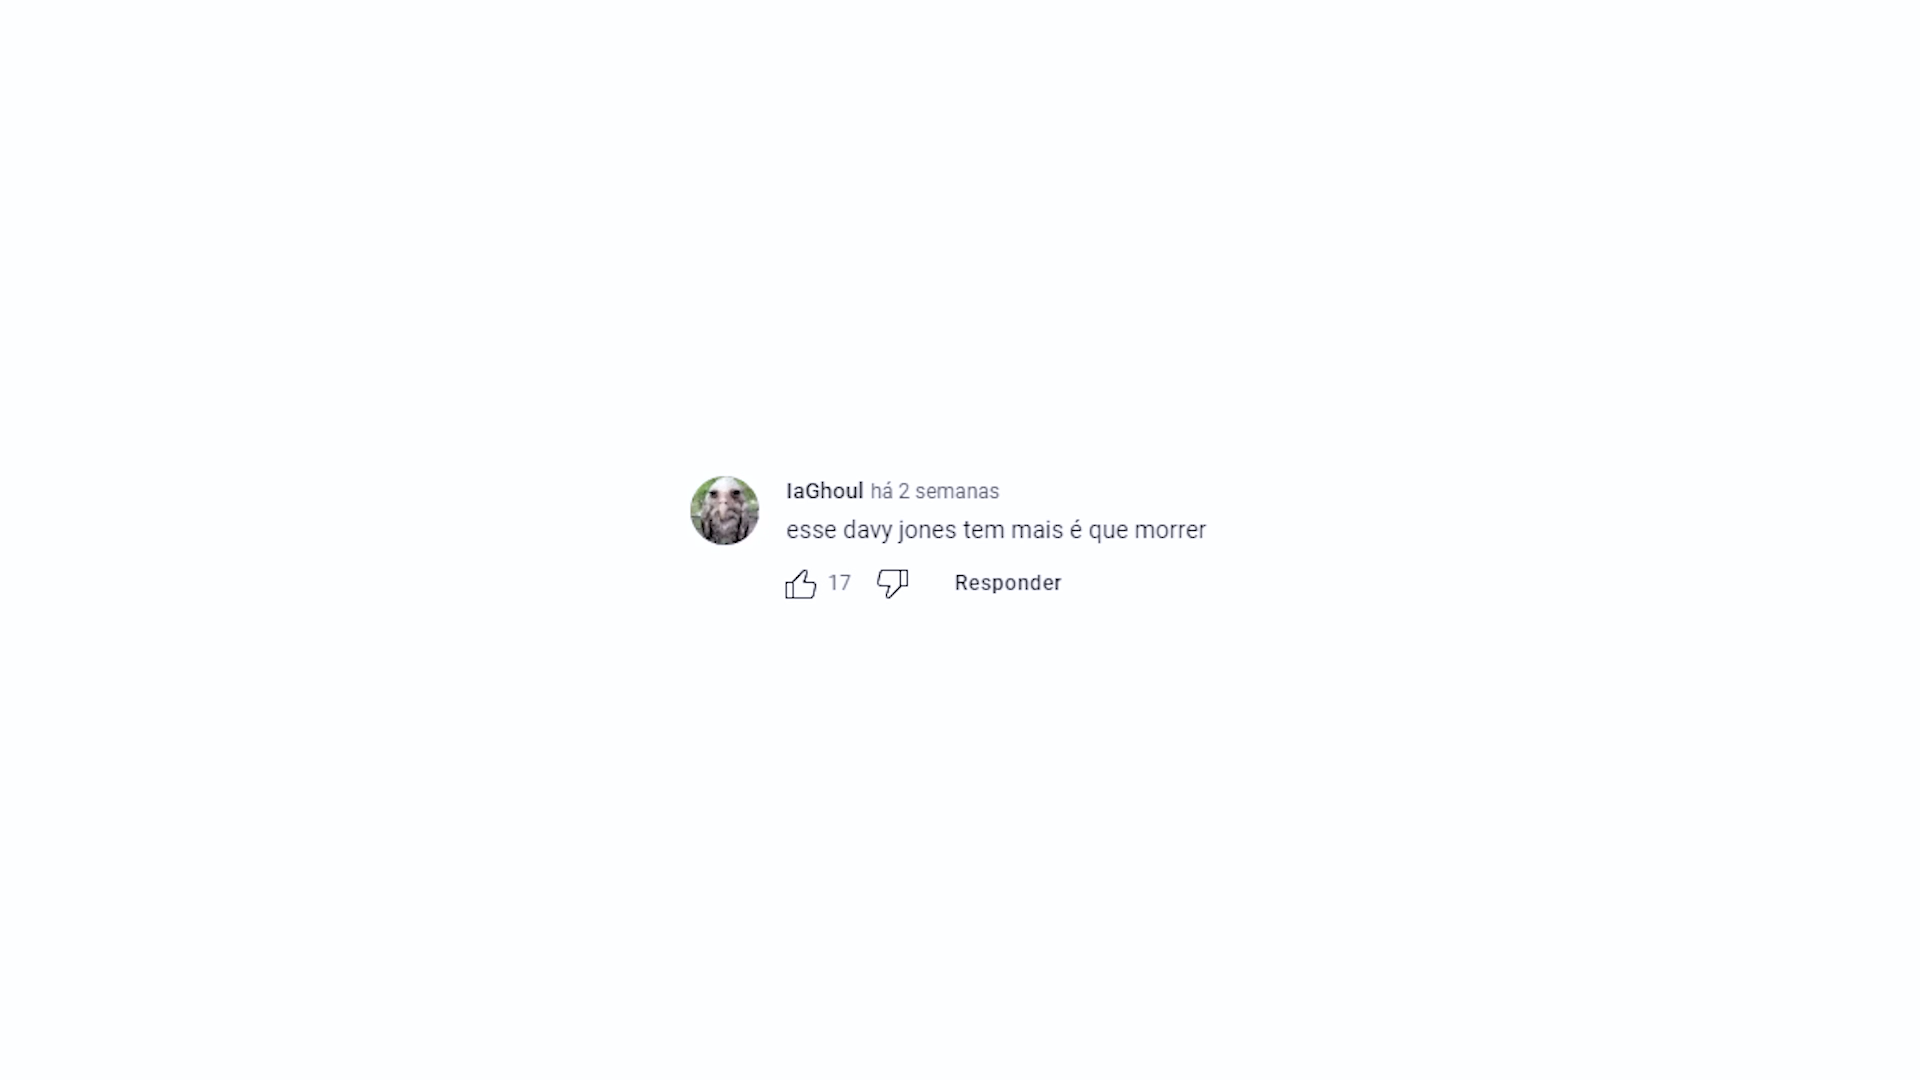 IaGhoul há 2 semanas
esse davy jones tem mais é que morrer
17 Responder